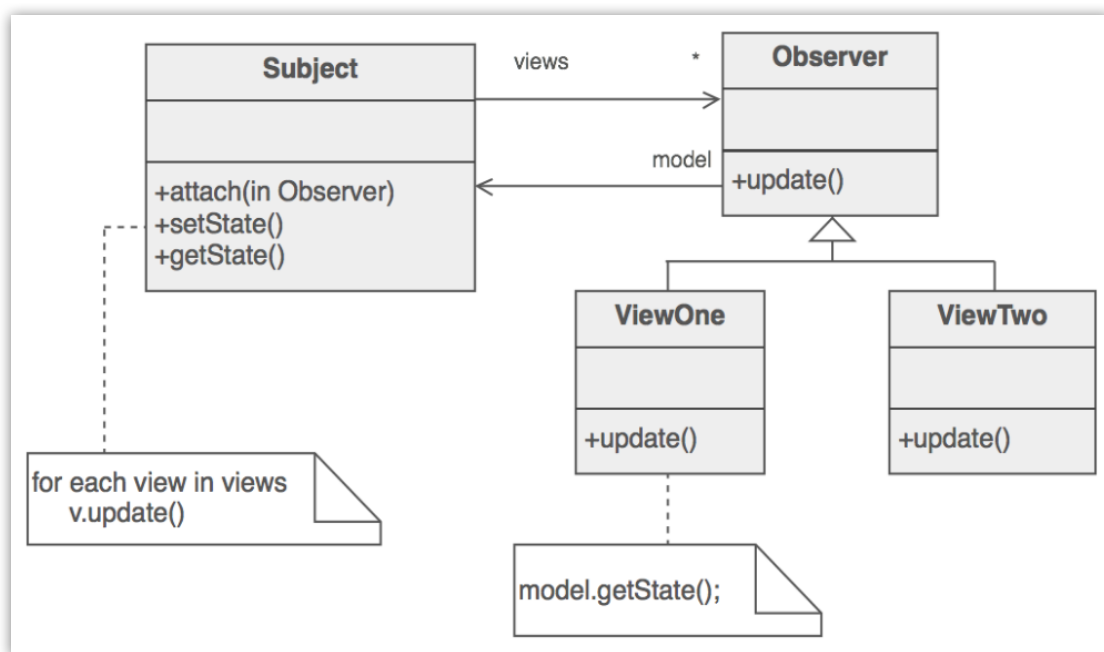 Subject
+attach(in Observer)
+setState()
+getState()
views
*
model
Observer
+update()
ViewOne
+update()
ViewTwo
+update()
for each view in views
v.update()
model.getState();